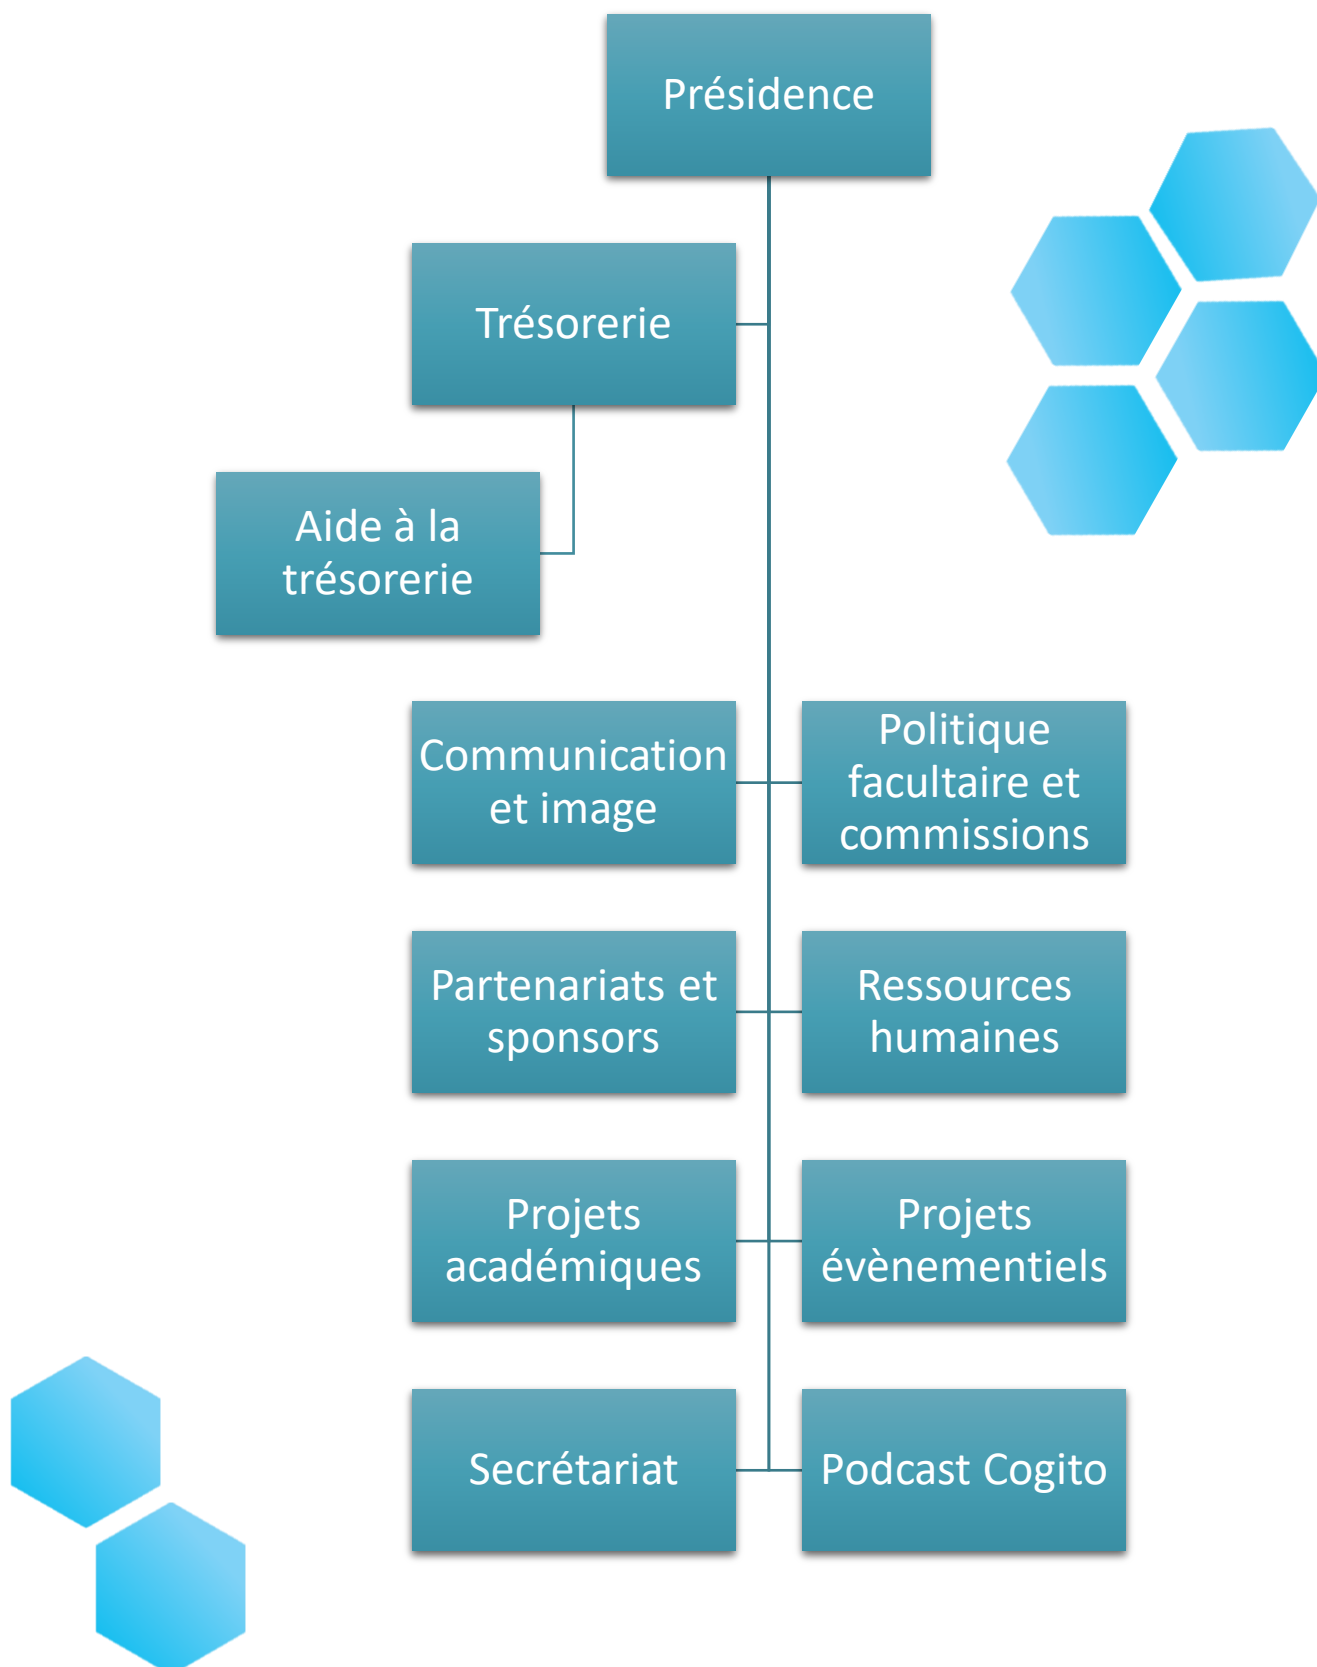 Présidence
Trésorerie
Aide à la
trésorerie
Communication
et image
Politique
facultaire et
commissions
Partenariats et
sponsors
Ressources
humaines
Projets
académiques
Projets
évènementiels
Secrétariat
Podcast Cogito